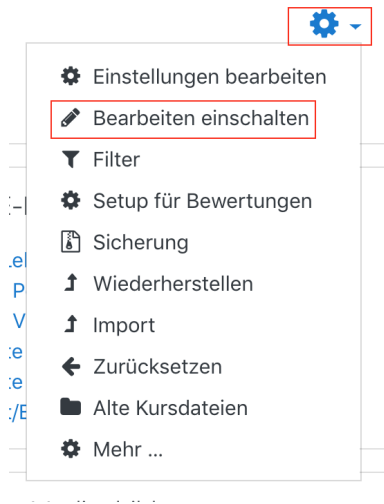 Einstellungen bearbeiten
Bearbeiten einschalten
Filter
Setup für Bewertungen
Sicherung
Wiederherstellen
Import
Zurücksetzen
Alte Kursdateien
Mehr ...